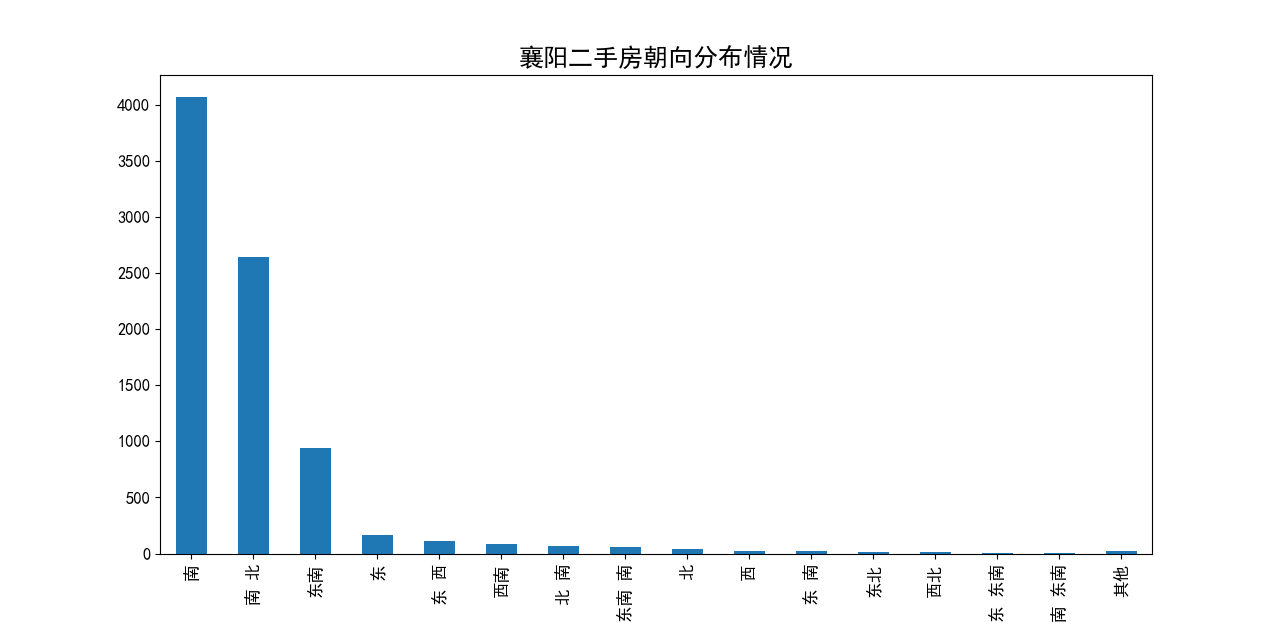 襄阳二手房朝向分布情况
4000
3500
3000
2500
2000
1500
1000
500
0
南
南 北
东南
东
东 西
西南
北 南
东南 南
北
西
东 南
东北
西北
东 东南
南 东南
其他